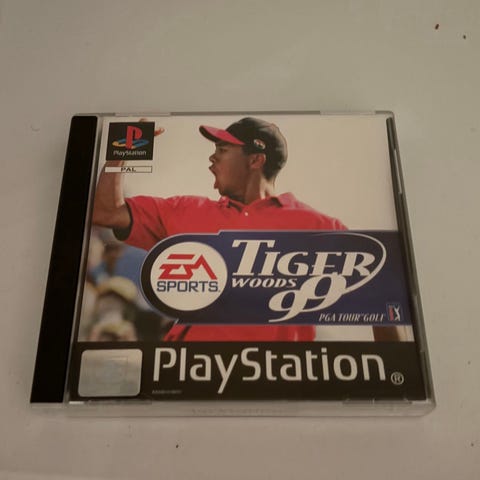 PlayStation
PAL
EA
SPORTS
TIGER
WOODS
99
PGA TOUR® GOLF
PlayStation®